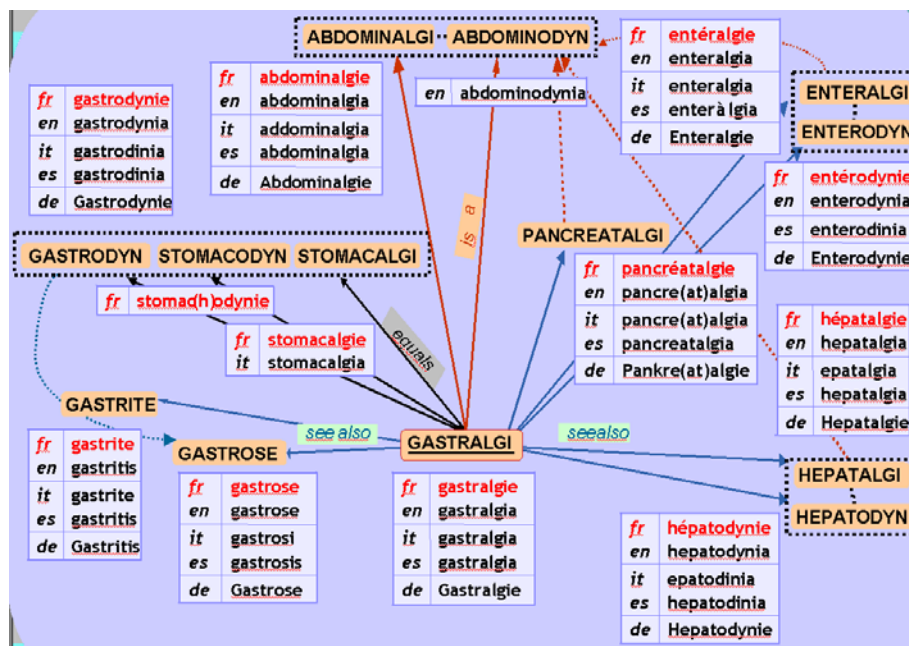 ABDOMINALGI ABDOMINODYN
fr entéralgie
en enteralgia
it enteralgia
es enteràlgia
de Enteralgie
fr abdominalgie
en abdominalgia
it addominalgia
es abdominalgia
de Abdominalgie
en abdominodynia
ENTERALGI
ENTERODYN
fr gastrodynie
en gastrodynia
it gastrodinia
es gastrodinia
de Gastrodynie
fr entérodynie
en enterodynia
es enterodinia
de Enterodynie
is a
PANCREATALGI
GASTRODYN STOMACODYN STOMACALGI
fr pancréatalgie
en pancre(at)algia
it pancre(at)algia
es pancreatalgia
de Pankre(at)algie
fr stomac(h)odynie
fr stomacalgie
it stomacalgia
equals
fr hépatalgie
en hepatalgia
it epatalgia
es hepatalgia
de Hepatalgie
GASTRITE
see also
GASTRALGI
seealso
fr gastrite
en gastritis
it gastrite
es gastritis
de Gastritis
GASTROSE
fr gastrose
en gastrose
it gastrosi
es gastrosis
de Gastrose
fr gastralgie
en gastralgia
it gastralgia
es gastralgia
de Gastralgie
HEPATALGI
HEPATODYN
fr hépatodynie
en hepatodynia
it epatodinia
es hepatodinia
de Hepatodynie